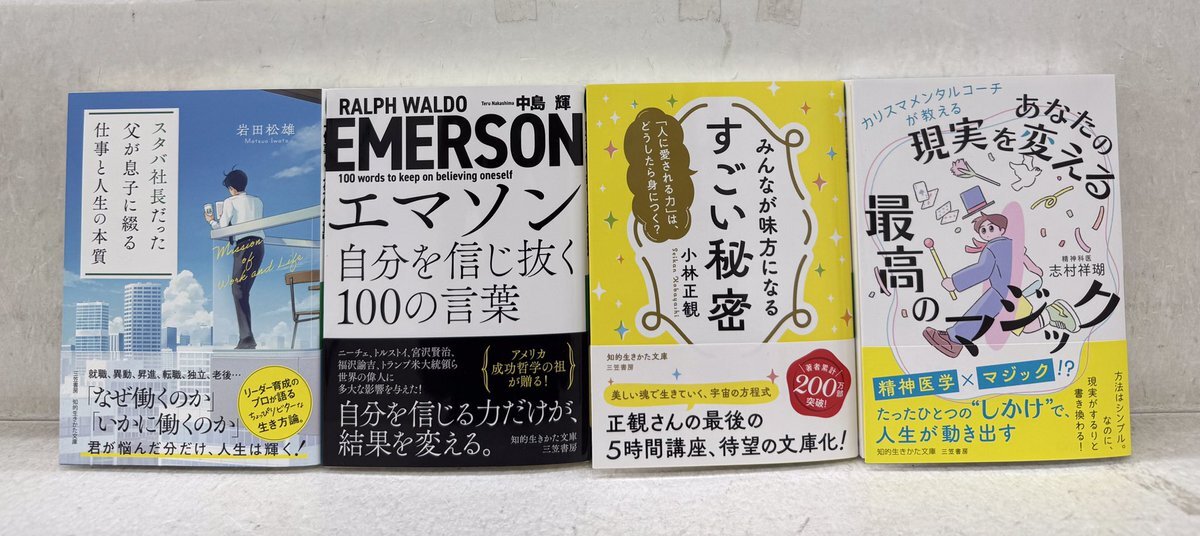 スタバ社長だった
父が息子に綴る
仕事と人生の本質
岩田松雄
Matsuo Iwata
Mission
of
Work and Life
就職、異動、昇進、転職、独立、老後…
「なぜ働くのか」
「いかに働くのか」
君が悩んだ分だけ、人生は輝く!
リーダー育成の
プロが語る
ちょっぴりビターな
生き方論。
三笠書房 知的生きかた文庫
RALPH WALDO
Teru Nakashima
中島 輝
EMERSON
100 words to keep on believing oneself
エマソン
自分を信じ抜く
100の言葉
ニーチェ、トルストイ、宮沢賢治、
福沢諭吉、トランプ米大統領ら
世界の偉人に
多大な影響を与えた!
アメリカ
成功哲学の祖
が贈る!
自分を信じる力だけが、
結果を変える。
知的生きかた文庫
三笠書房
「人に愛される力」は、
どうしたら身につく?
みんなが味方になる
すごい秘密
小林正観
Seikan Kobayashi
知的生きかた文庫
三笠書房
著者累計
200万部
突破!
美しい魂で生きていく、宇宙の方程式
正観さんの最後の
5時間講座、待望の文庫化!
カリスマメンタルコーチ
が教える
あなたの
現実を変える
最高の
マジック
精神科医
志村祥瑚
精神医学×マジック!?
たったひとつの“しかけ”で、
人生が動き出す
方法はシンプル。
なのに、
現実がするりと
書き換わる!
知的生きかた文庫 三笠書房